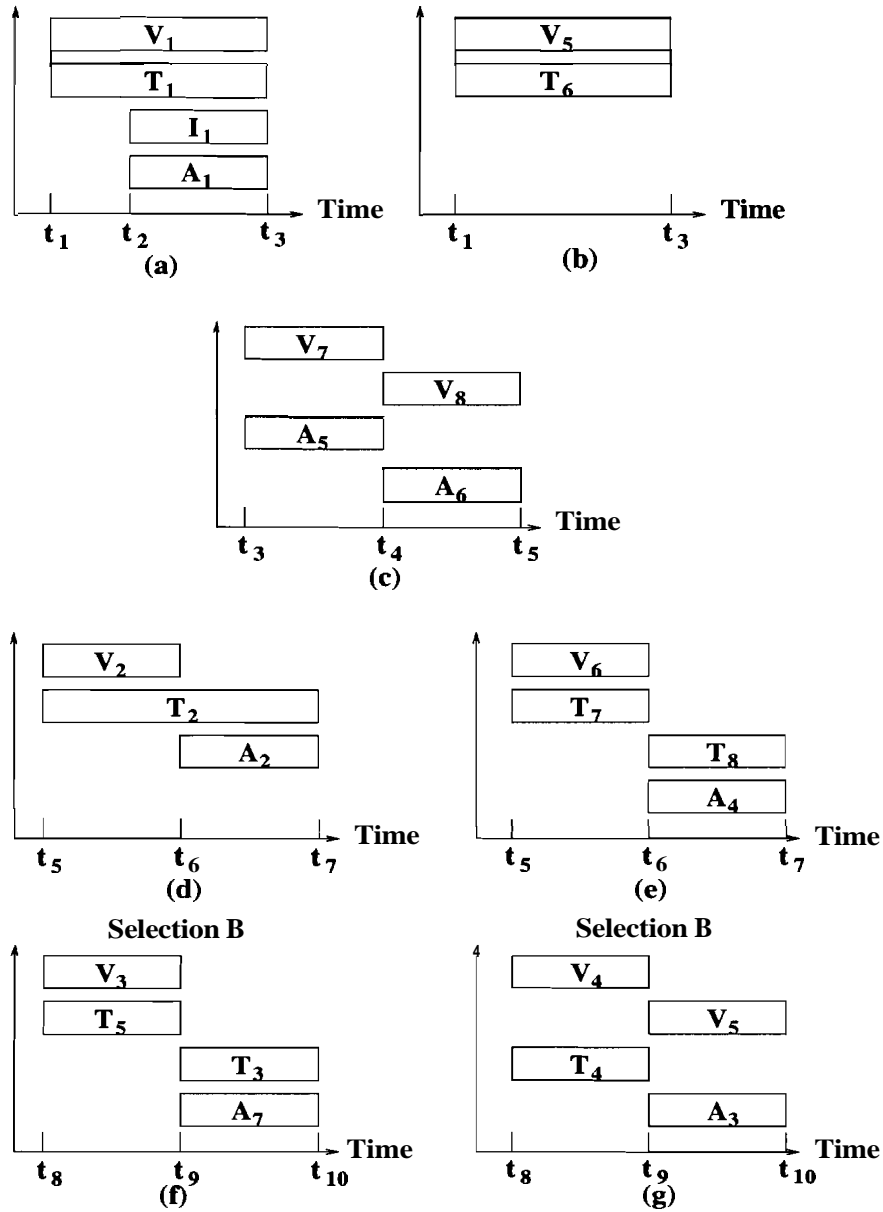 V1
T1
I1
A1
t1 t2 t3 Time
(a)
V5
T6
t1 t3 Time
(b)
V7
V8
A5
A6
t3 t4 t5 Time
(c)
V2
T2
A2
t5 t6 t7 Time
(d)
V6
T7
T8
A4
t5 t6 t7 Time
(e)
Selection B
V3
T5
T3
A7
t8 t9 t10 Time
(f)
Selection B
4
V4
V5
T4
A3
t8 t9 t10 Time
(g)